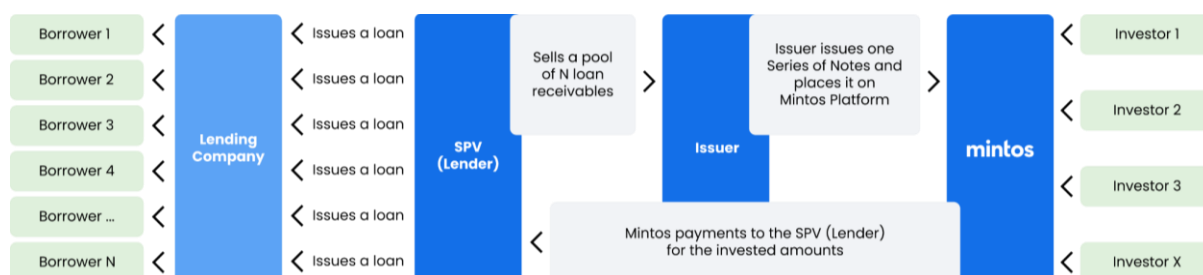 Borrower 1
Borrower 2
Borrower 3
Borrower 4
Borrower ...
Borrower N
Lending
Company
Issues a loan
Issues a loan
Issues a loan
Issues a loan
Issues a loan
Issues a loan
SPV
(Lender)
Sells a pool
of N loan
receivables
Issuer
Issuer issues one
Series of Notes and
places it on
Mintos Platform
Mintos payments to the SPV (Lender)
for the invested amounts
mintos
Investor 1
Investor 2
Investor 3
Investor X